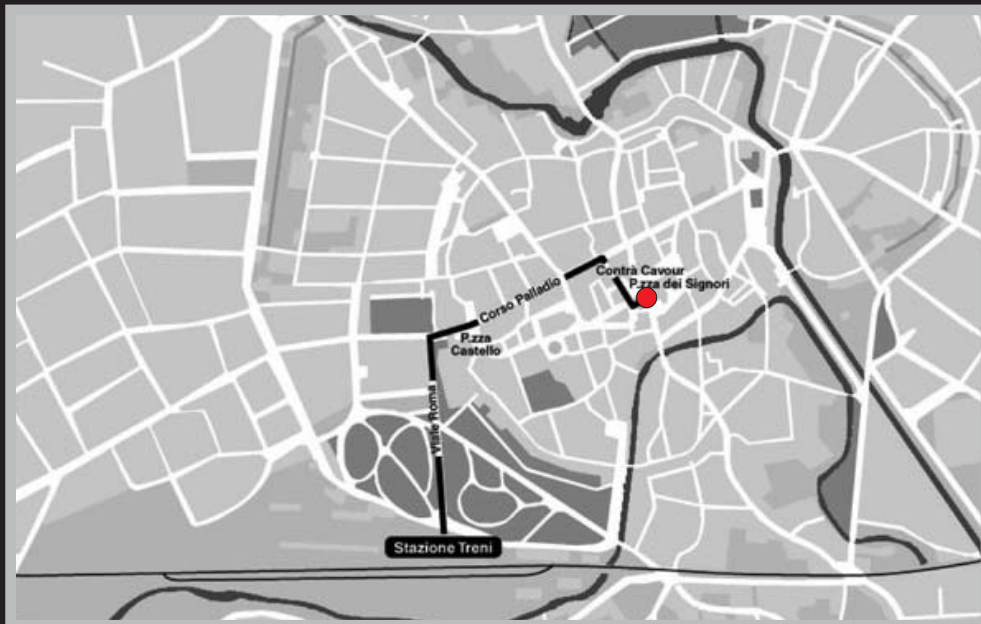 Contrà Cavour
P.zza dei Signori
Corso Palladio
P.zza
Castello
Viale Roma
Stazione Treni